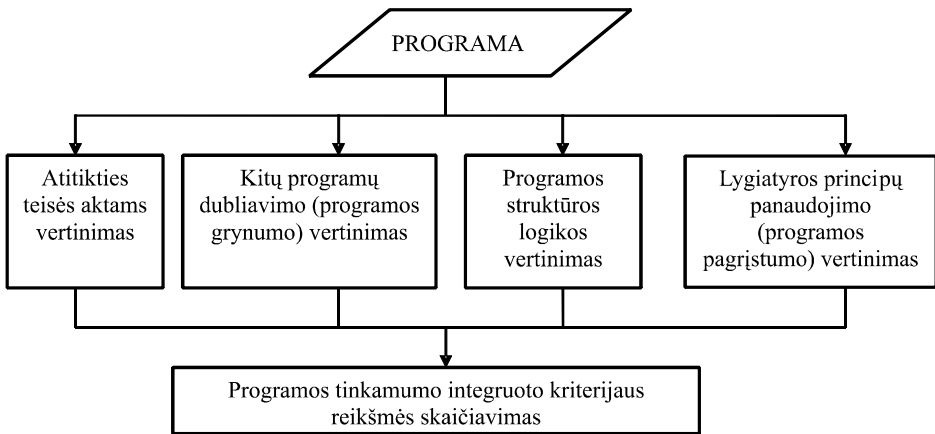 PROGRAMA
Atitikties
teisės aktams
vertinimas
Kitų programų
dubliavimo (programos
grynumo) vertinimas
Programos
struktūros
logikos
vertinimas
Lygiatyros principų
panaudojimo
(programos
pagrįstumo) vertinimas
Programos tinkamumo integruoto kriterijaus
reikšmės skaičiavimas